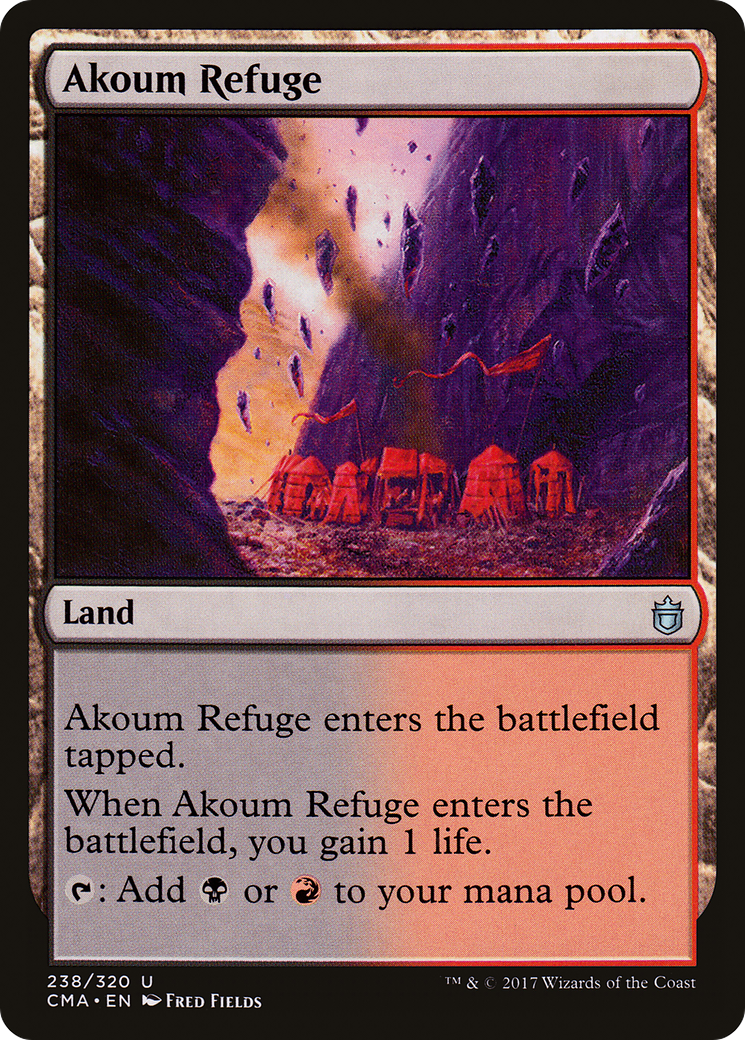 Akoum Refuge
Land
Akoum Refuge enters the battlefield
tapped.
When Akoum Refuge enters the
battlefield, you gain 1 life.
: Add or to your mana pool.
238/320 U
™ & © 2017 Wizards of the Coast
CMA • EN Fred Fields